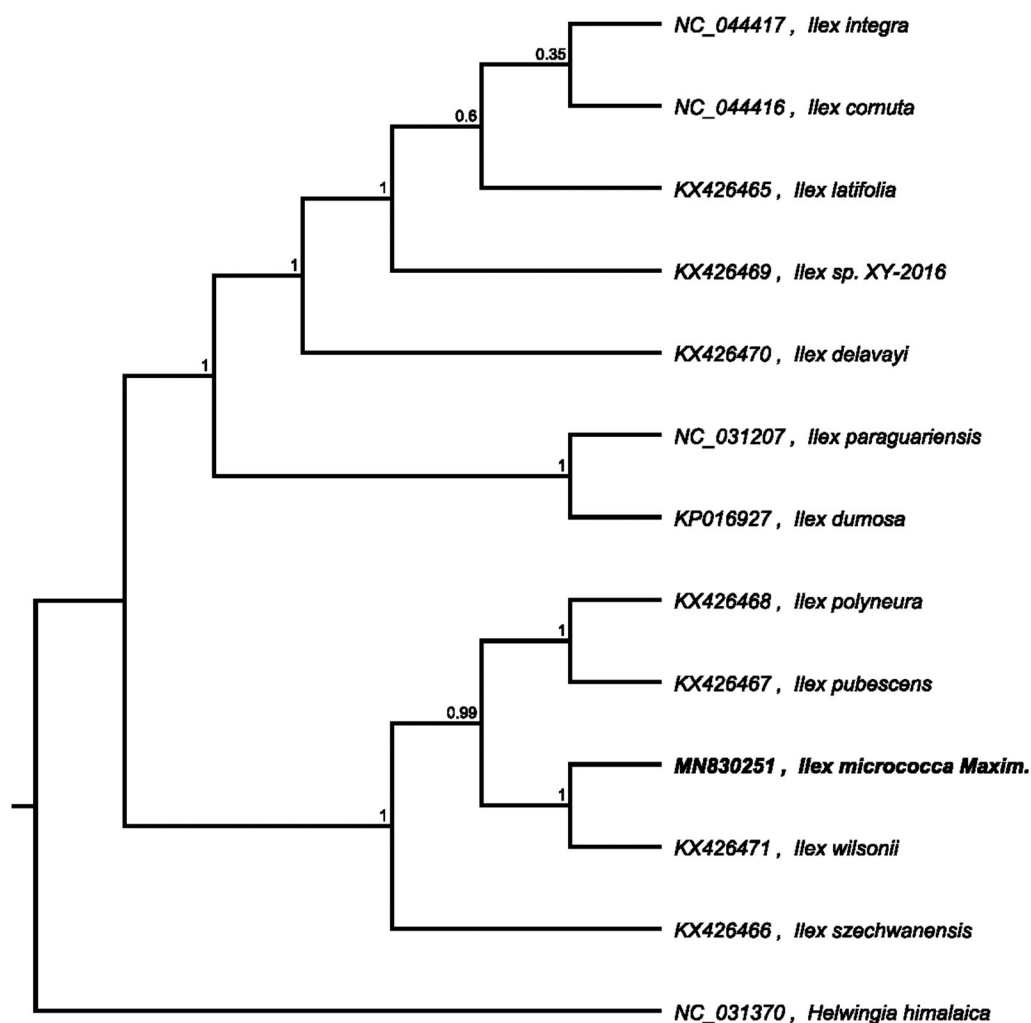 NC_044417 , Ilex integra
0.35
NC_044416 , Ilex cornuta
0.6
KX426465 , Ilex latifolia
1
KX426469 , Ilex sp. XY-2016
1
KX426470 , Ilex delavayi
1
NC_031207 , Ilex paraguariensis
1
KP016927 , Ilex dumosa
KX426468 , Ilex polyneura
1
KX426467 , Ilex pubescens
0.99
MN830251 , Ilex micrococca Maxim.
1
KX426471 , Ilex wilsonii
1
KX426466 , Ilex szechwanensis
NC_031370 , Helwingia himalaica